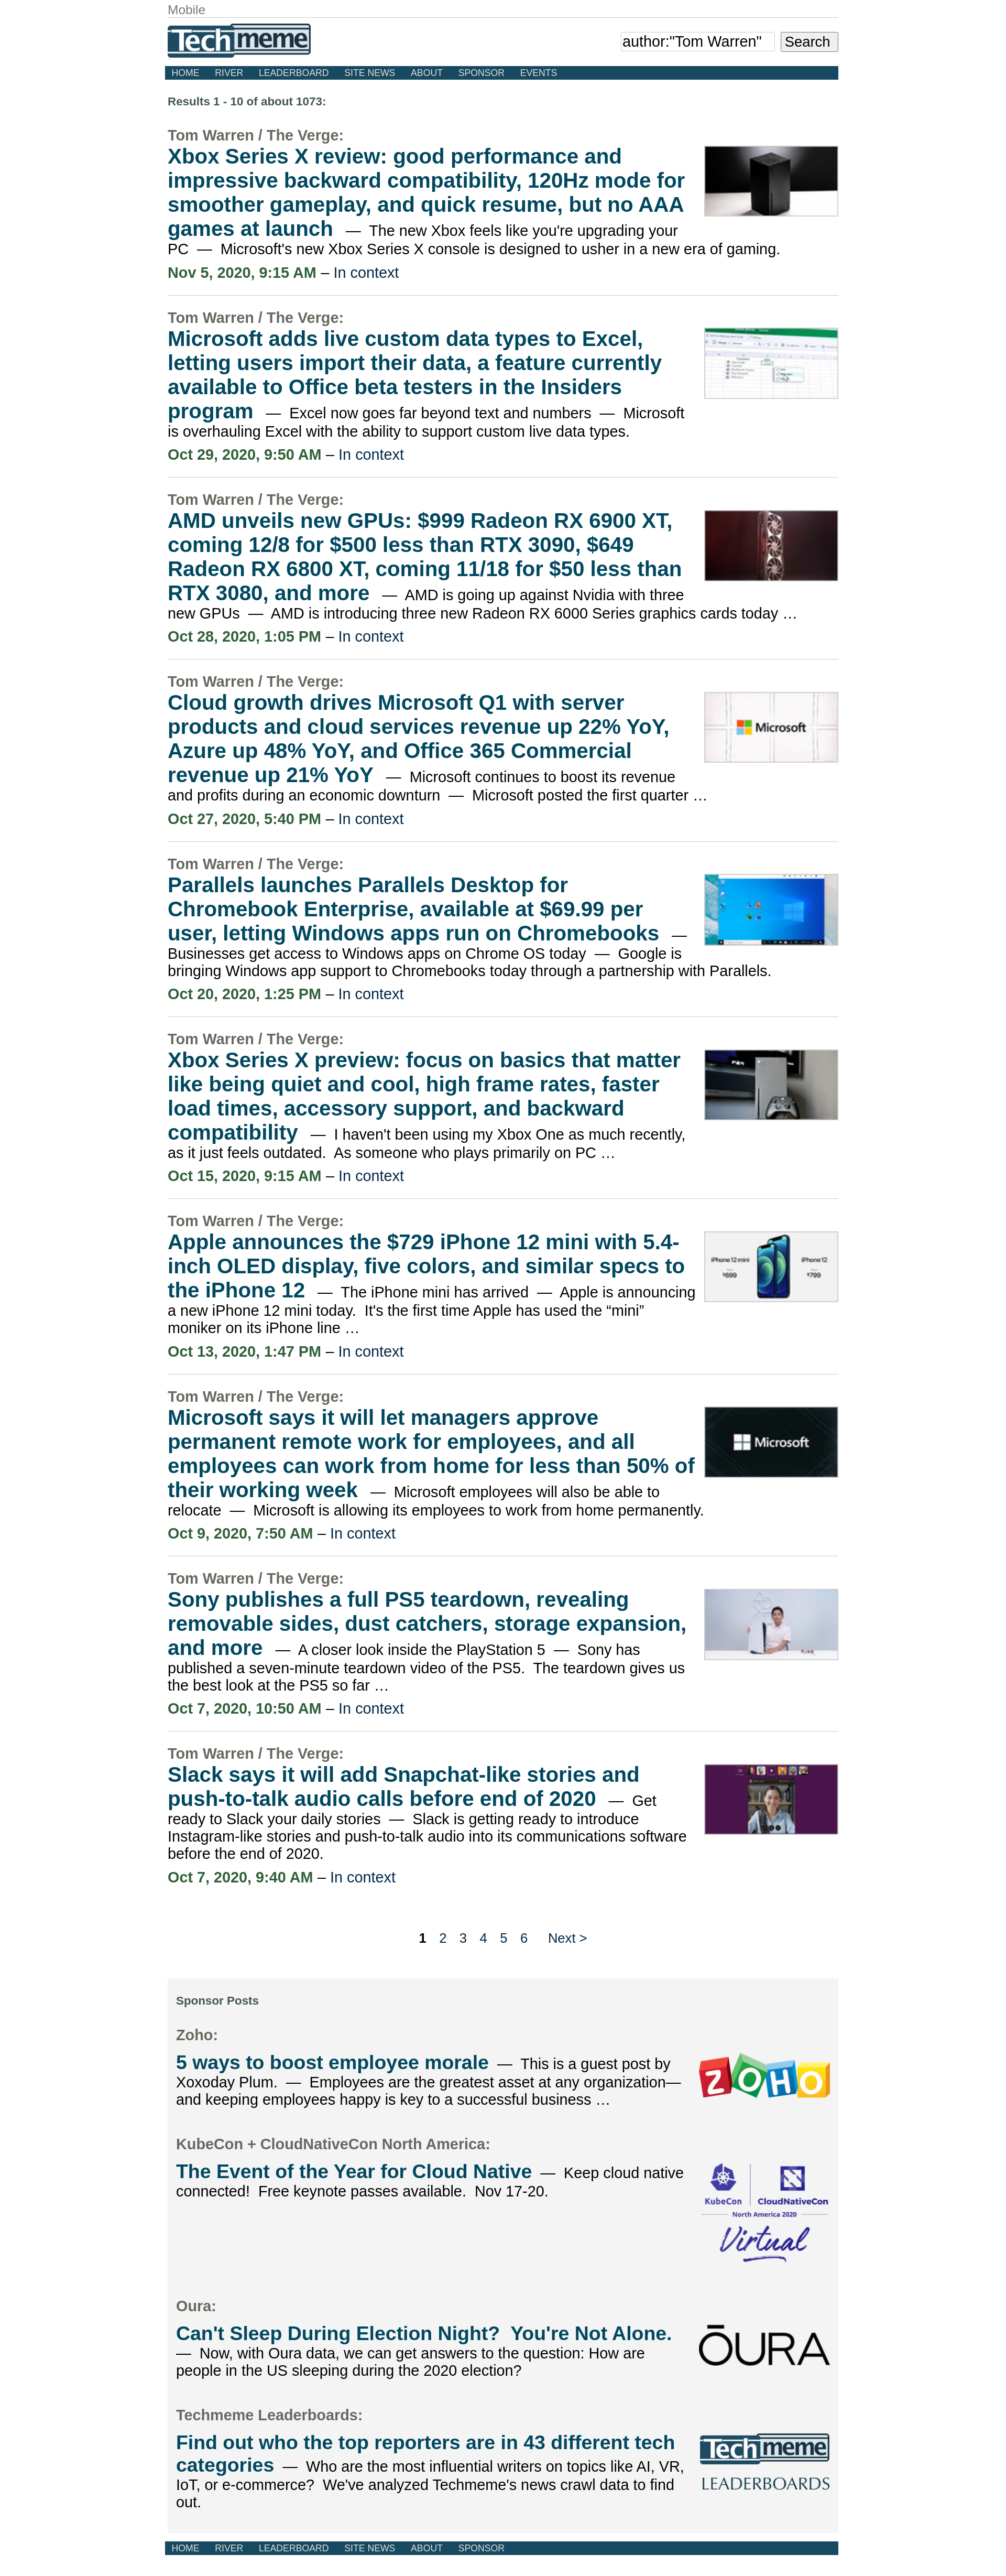 Mobile
Techmeme
author:"Tom Warren" Search
HOME RIVER LEADERBOARD SITE NEWS ABOUT SPONSOR EVENTS
Results 1 - 10 of about 1073:
Tom Warren / The Verge:
Xbox Series X review: good performance and
impressive backward compatibility, 120Hz mode for
smoother gameplay, and quick resume, but no AAA
games at launch — The new Xbox feels like you're upgrading your
PC — Microsoft's new Xbox Series X console is designed to usher in a new era of gaming.
Nov 5, 2020, 9:15 AM – In context
Tom Warren / The Verge:
Microsoft adds live custom data types to Excel,
letting users import their data, a feature currently
available to Office beta testers in the Insiders
program — Excel now goes far beyond text and numbers — Microsoft
is overhauling Excel with the ability to support custom live data types.
Oct 29, 2020, 9:50 AM – In context
Tom Warren / The Verge:
AMD unveils new GPUs: $999 Radeon RX 6900 XT,
coming 12/8 for $500 less than RTX 3090, $649
Radeon RX 6800 XT, coming 11/18 for $50 less than
RTX 3080, and more — AMD is going up against Nvidia with three
new GPUs — AMD is introducing three new Radeon RX 6000 Series graphics cards today …
Oct 28, 2020, 1:05 PM – In context
Tom Warren / The Verge:
Cloud growth drives Microsoft Q1 with server
products and cloud services revenue up 22% YoY,
Azure up 48% YoY, and Office 365 Commercial
revenue up 21% YoY — Microsoft continues to boost its revenue
and profits during an economic downturn — Microsoft posted the first quarter …
Microsoft
Oct 27, 2020, 5:40 PM – In context
Tom Warren / The Verge:
Parallels launches Parallels Desktop for
Chromebook Enterprise, available at $69.99 per
user, letting Windows apps run on Chromebooks —
Businesses get access to Windows apps on Chrome OS today — Google is
bringing Windows app support to Chromebooks today through a partnership with Parallels.
Oct 20, 2020, 1:25 PM – In context
Tom Warren / The Verge:
Xbox Series X preview: focus on basics that matter
like being quiet and cool, high frame rates, faster
load times, accessory support, and backward
compatibility — I haven't been using my Xbox One as much recently,
as it just feels outdated. As someone who plays primarily on PC …
Oct 15, 2020, 9:15 AM – In context
Tom Warren / The Verge:
Apple announces the $729 iPhone 12 mini with 5.4-
inch OLED display, five colors, and similar specs to
the iPhone 12 — The iPhone mini has arrived — Apple is announcing
a new iPhone 12 mini today. It's the first time Apple has used the “mini”
moniker on its iPhone line …
iPhone 12 mini iPhone 12
$699 $799
Oct 13, 2020, 1:47 PM – In context
Tom Warren / The Verge:
Microsoft says it will let managers approve
permanent remote work for employees, and all
employees can work from home for less than 50% of
their working week — Microsoft employees will also be able to
relocate — Microsoft is allowing its employees to work from home permanently.
Microsoft
Oct 9, 2020, 7:50 AM – In context
Tom Warren / The Verge:
Sony publishes a full PS5 teardown, revealing
removable sides, dust catchers, storage expansion,
and more — A closer look inside the PlayStation 5 — Sony has
published a seven-minute teardown video of the PS5. The teardown gives us
the best look at the PS5 so far …
Oct 7, 2020, 10:50 AM – In context
Tom Warren / The Verge:
Slack says it will add Snapchat-like stories and
push-to-talk audio calls before end of 2020 — Get
ready to Slack your daily stories — Slack is getting ready to introduce
Instagram-like stories and push-to-talk audio into its communications software
before the end of 2020.
Oct 7, 2020, 9:40 AM – In context
1 2 3 4 5 6 Next >
Sponsor Posts
Zoho:
5 ways to boost employee morale — This is a guest post by
Xoxoday Plum. — Employees are the greatest asset at any organization—
and keeping employees happy is key to a successful business …
ZOHO
KubeCon + CloudNativeCon North America:
The Event of the Year for Cloud Native — Keep cloud native
connected! Free keynote passes available. Nov 17-20.
KubeCon CloudNativeCon
North America 2020
Virtual
Oura:
Can't Sleep During Election Night? You're Not Alone.
— Now, with Oura data, we can get answers to the question: How are
people in the US sleeping during the 2020 election?
ŌURA
Techmeme Leaderboards:
Find out who the top reporters are in 43 different tech
categories — Who are the most influential writers on topics like AI, VR,
IoT, or e-commerce? We've analyzed Techmeme's news crawl data to find
out.
Techmeme
LEADERBOARDS
HOME RIVER LEADERBOARD SITE NEWS ABOUT SPONSOR